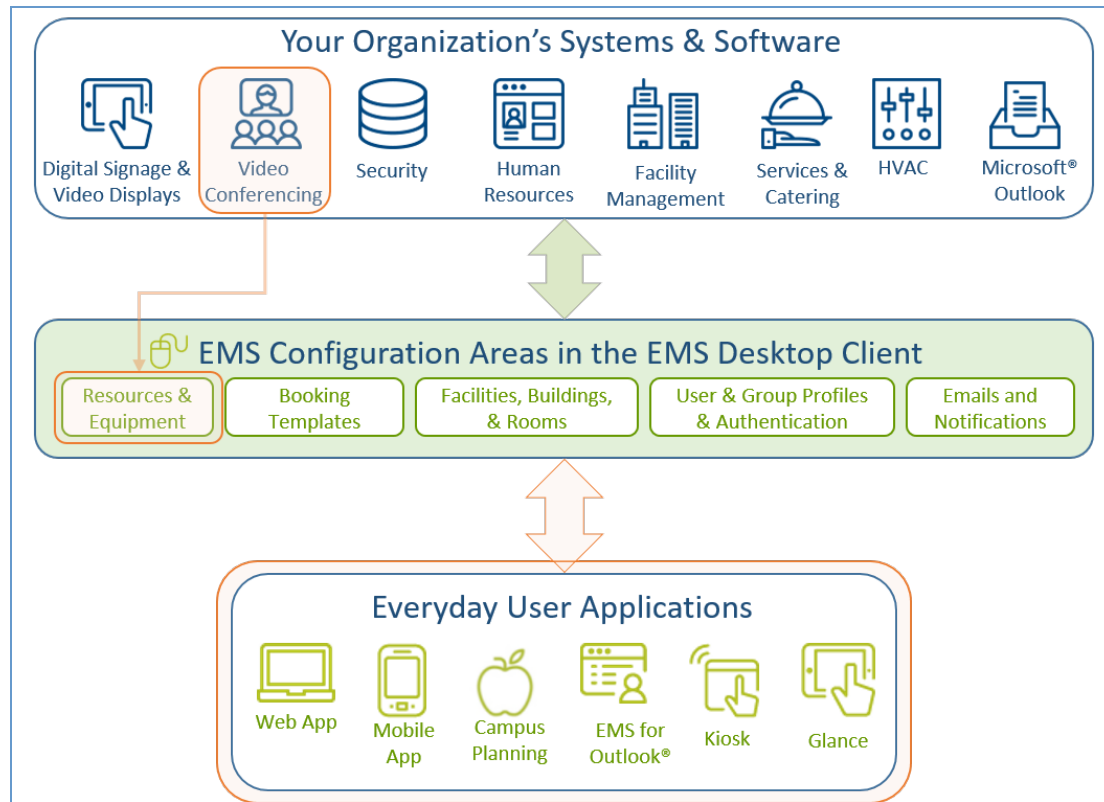 Your Organization's Systems & Software
Digital Signage &
Video Displays
Video
Conferencing
Security
Human
Resources
Facility
Management
Services &
Catering
HVAC
Microsoft®
Outlook
EMS Configuration Areas in the EMS Desktop Client
Resources &
Equipment
Booking
Templates
Facilities, Buildings,
& Rooms
User & Group Profiles
& Authentication
Emails and
Notifications
Everyday User Applications
Web App
Mobile
App
Campus
Planning
EMS for
Outlook®
Kiosk
Glance